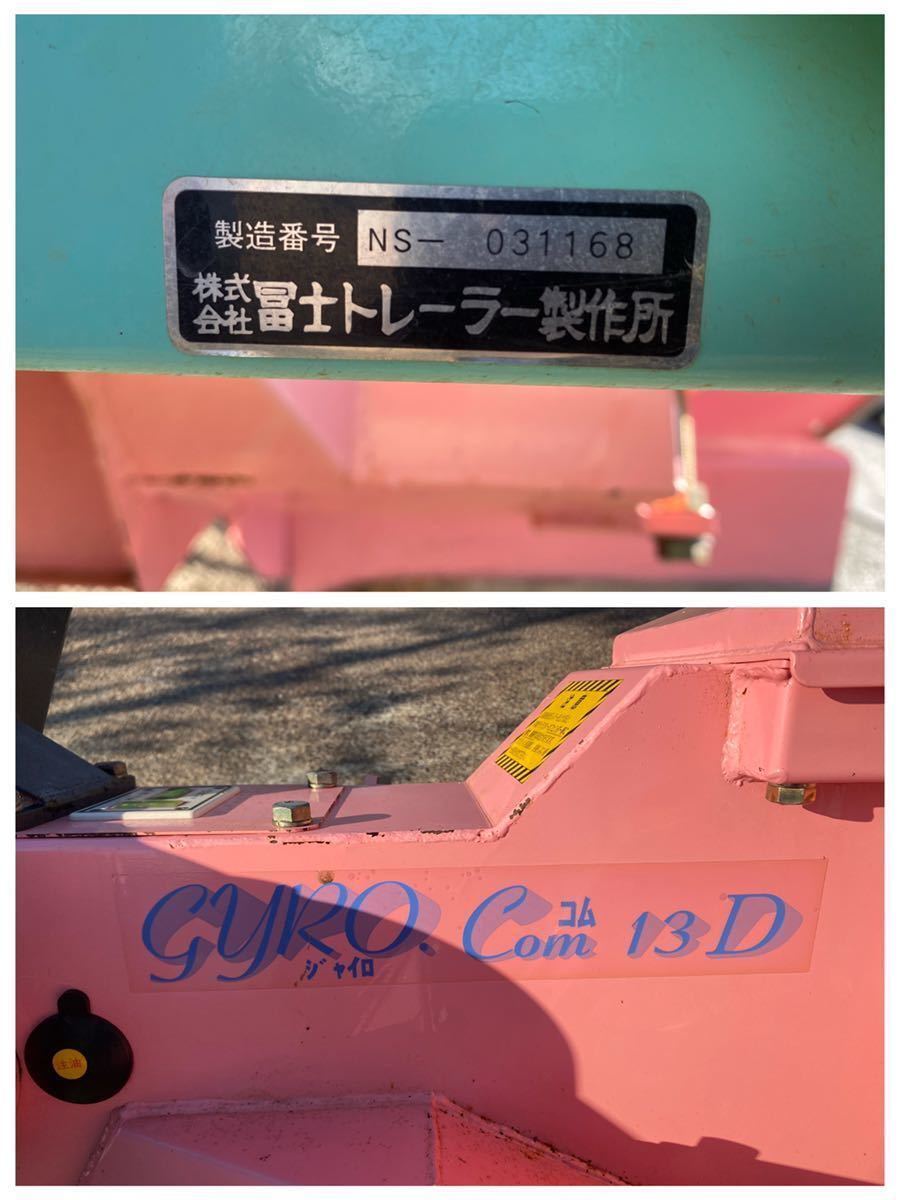 製造番号 NS- 031168
株式会社 冨士トレーラー製作所
GYRO. Com 13D
ジャイロ コム
注油